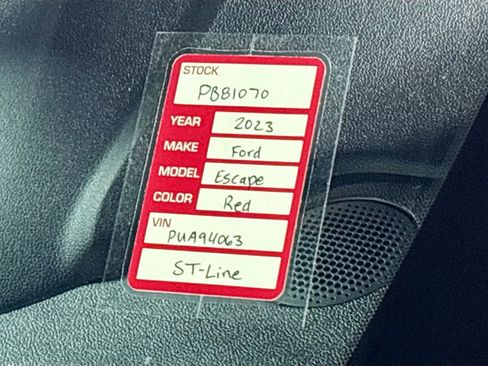 STOCK
PB81070
YEAR 2023
MAKE Ford
MODEL Escape
COLOR Red
VIN
PUA94063
ST-Line